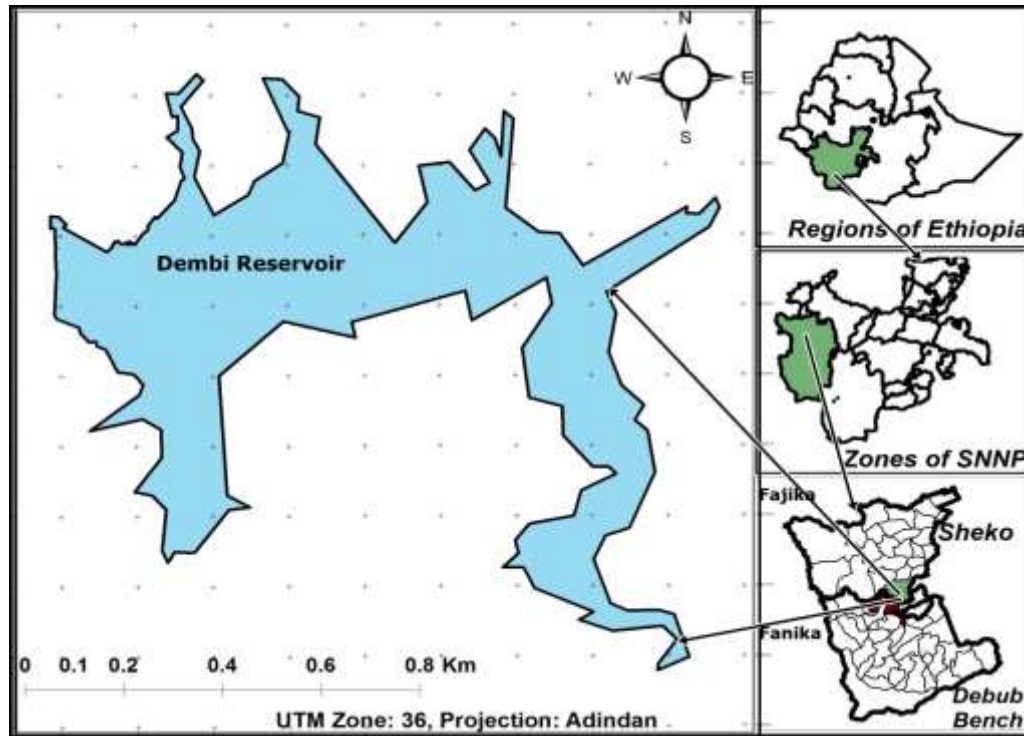 N
W E
S
Dembi Reservoir
0 0.1 0.2 0.4 0.6 0.8 Km
UTM Zone: 36, Projection: Adindan
Regions of Ethiopia
Zones of SNNP
Fajika
Sheko
Fanika
Debub
Bench